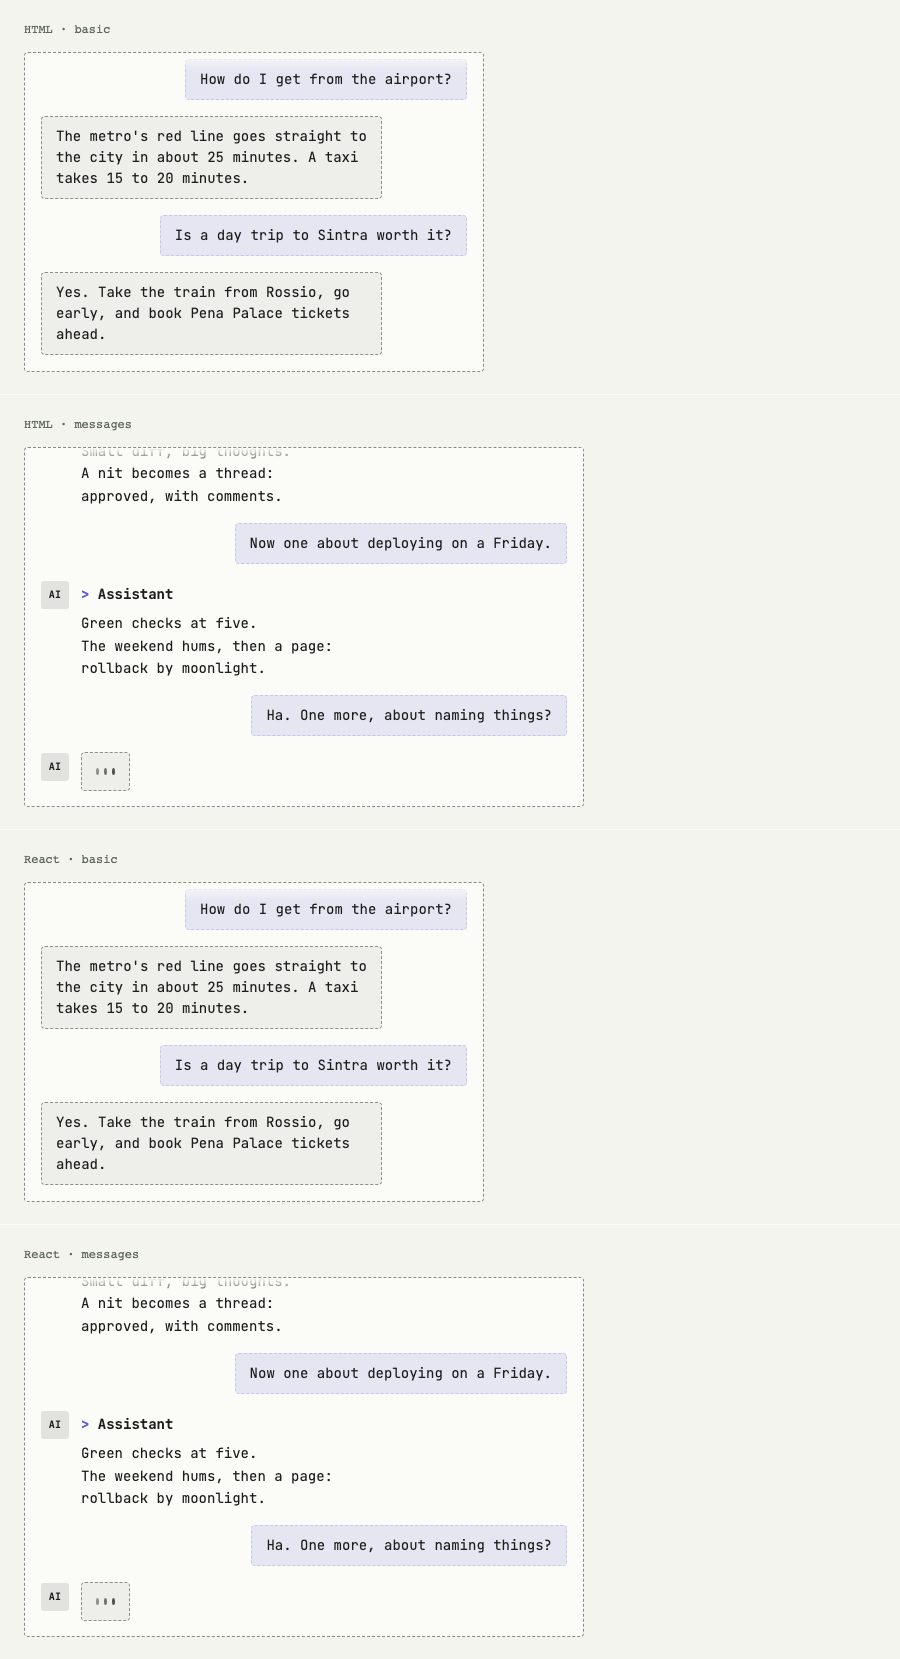 HTML · basic
How do I get from the airport?
The metro's red line goes straight to
the city in about 25 minutes. A taxi
takes 15 to 20 minutes.
Is a day trip to Sintra worth it?
Yes. Take the train from Rossio, go
early, and book Pena Palace tickets
ahead.
HTML · messages
Small diff, big thoughts.
A nit becomes a thread:
approved, with comments.
Now one about deploying on a Friday.
AI > Assistant
Green checks at five.
The weekend hums, then a page:
rollback by moonlight.
Ha. One more, about naming things?
AI
React · basic
How do I get from the airport?
The metro's red line goes straight to
the city in about 25 minutes. A taxi
takes 15 to 20 minutes.
Is a day trip to Sintra worth it?
Yes. Take the train from Rossio, go
early, and book Pena Palace tickets
ahead.
React · messages
Small diff, big thoughts.
A nit becomes a thread:
approved, with comments.
Now one about deploying on a Friday.
AI > Assistant
Green checks at five.
The weekend hums, then a page:
rollback by moonlight.
Ha. One more, about naming things?
AI